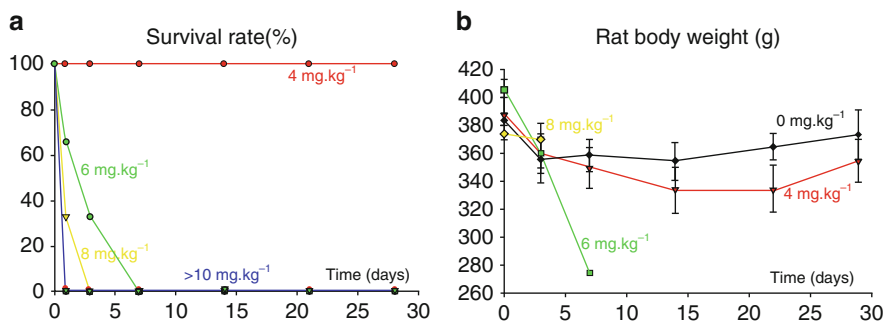 a
Survival rate(%)
100
80
60
40
20
0
4 mg.kg⁻¹
6 mg.kg⁻¹
8 mg.kg⁻¹
>10 mg.kg⁻¹
Time (days)
0 5 10 15 20 25 30
b
Rat body weight (g)
420
400
380
360
340
320
300
280
260
8 mg.kg⁻¹
0 mg.kg⁻¹
4 mg.kg⁻¹
6 mg.kg⁻¹
Time (days)
0 5 10 15 20 25 30